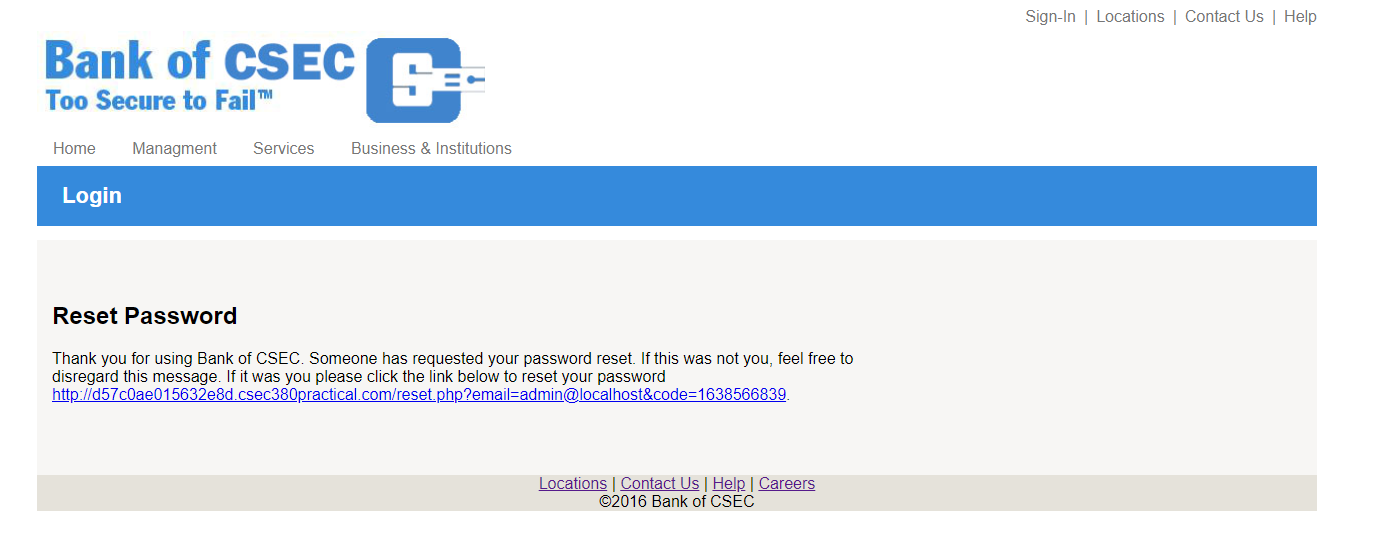 Sign-In | Locations | Contact Us | Help
Bank of CSEC
Too Secure to Fail™
Home Managment Services Business & Institutions
Login
Reset Password
Thank you for using Bank of CSEC. Someone has requested your password reset. If this was not you, feel free to
disregard this message. If it was you please click the link below to reset your password
http://d57c0ae015632e8d.csec380practical.com/reset.php?email=admin@localhost&code=1638566839.
Locations | Contact Us | Help | Careers
©2016 Bank of CSEC